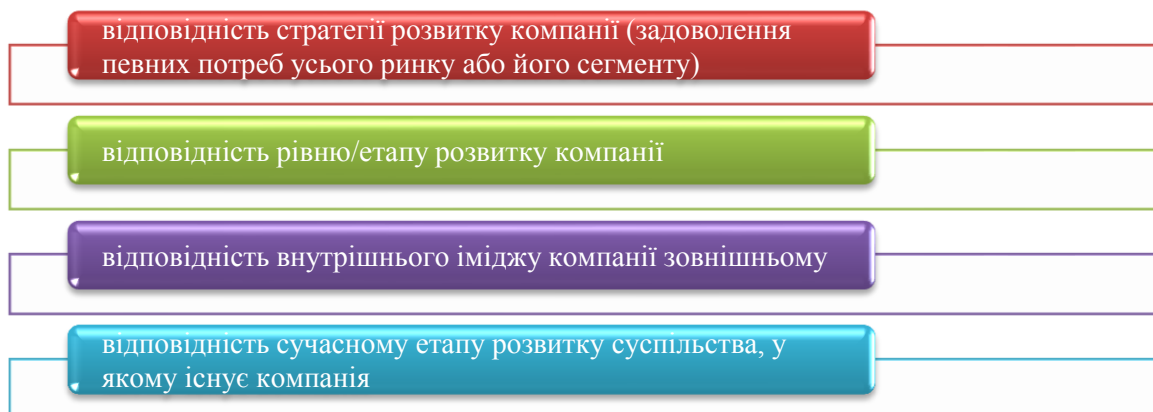 відповідність стратегії розвитку компанії (задоволення
певних потреб усього ринку або його сегменту)
відповідність рівню/етапу розвитку компанії
відповідність внутрішнього іміджу компанії зовнішньому
відповідність сучасному етапу розвитку суспільства, у
якому існує компанія